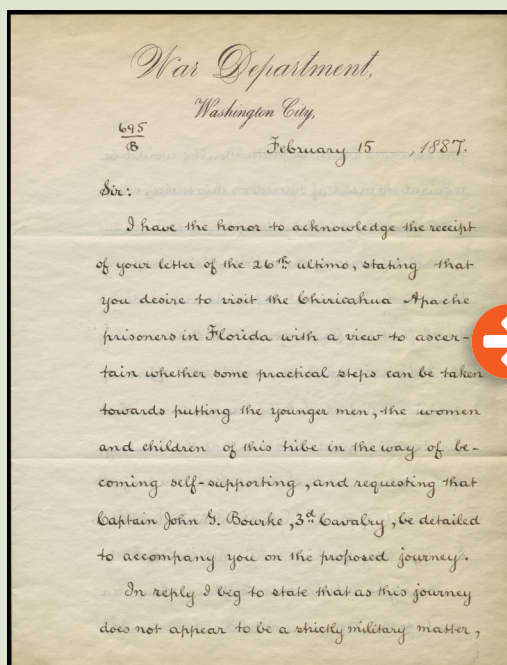 War Department,
Washington City,
695
B
February 15, 1887.
Sir:
I have the honor to acknowledge the receipt
of your letter of the 26th ultimo, stating that
you desire to visit the Chiricahua Apache
prisoners in Florida with a view to ascer-
tain whether some practical steps can be taken
towards putting the younger men, the women
and children of this tribe in the way of be-
coming self-supporting, and requesting that
Captain John G. Bourke, 3d Cavalry, be detailed
to accompany you on the proposed journey.
In reply I beg to state that as this journey
does not appear to be a strictly military matter,